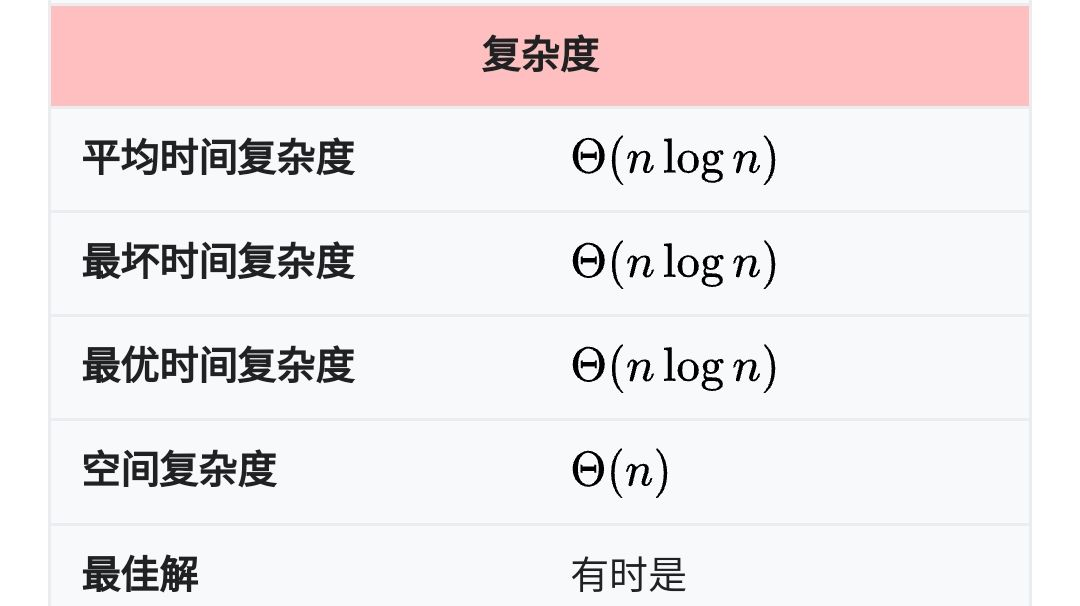 复杂度
平均时间复杂度 Θ(n log n)
最坏时间复杂度 Θ(n log n)
最优时间复杂度 Θ(n log n)
空间复杂度 Θ(n)
最佳解 有时是